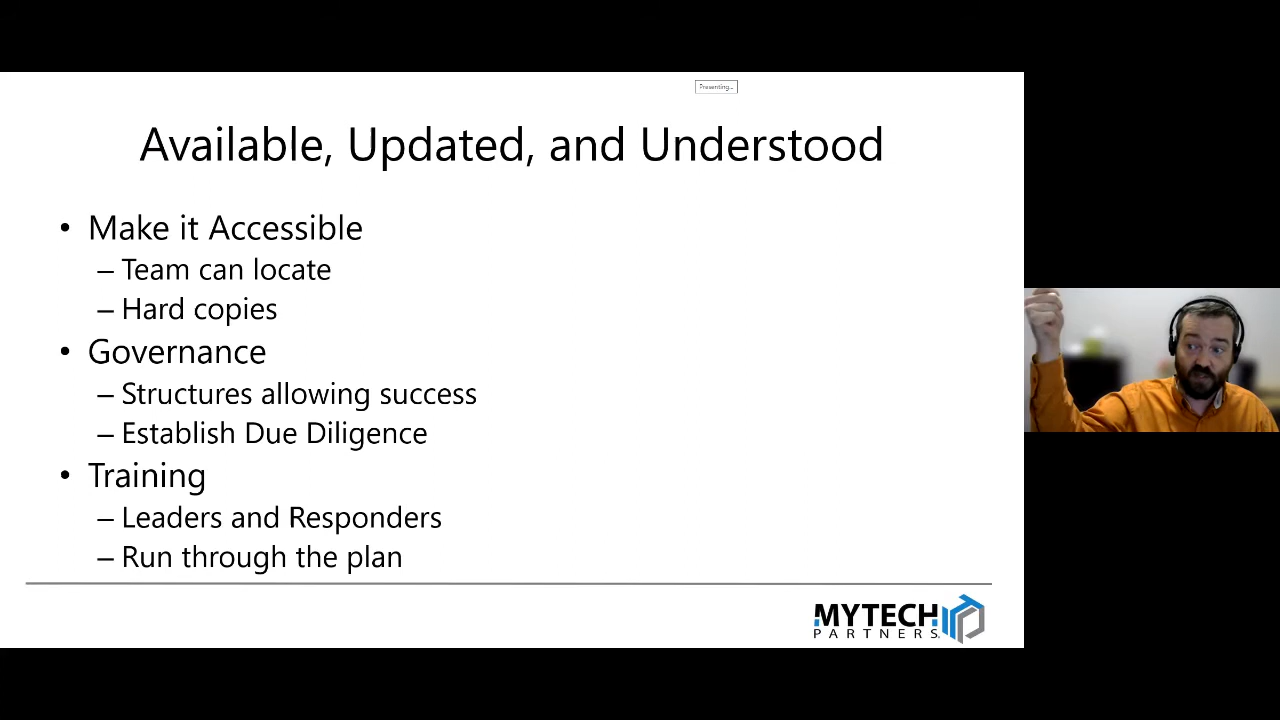 Presenting...
Available, Updated, and Understood
• Make it Accessible
– Team can locate
– Hard copies
• Governance
– Structures allowing success
– Establish Due Diligence
• Training
– Leaders and Responders
– Run through the plan
MYTECH
PARTNERS